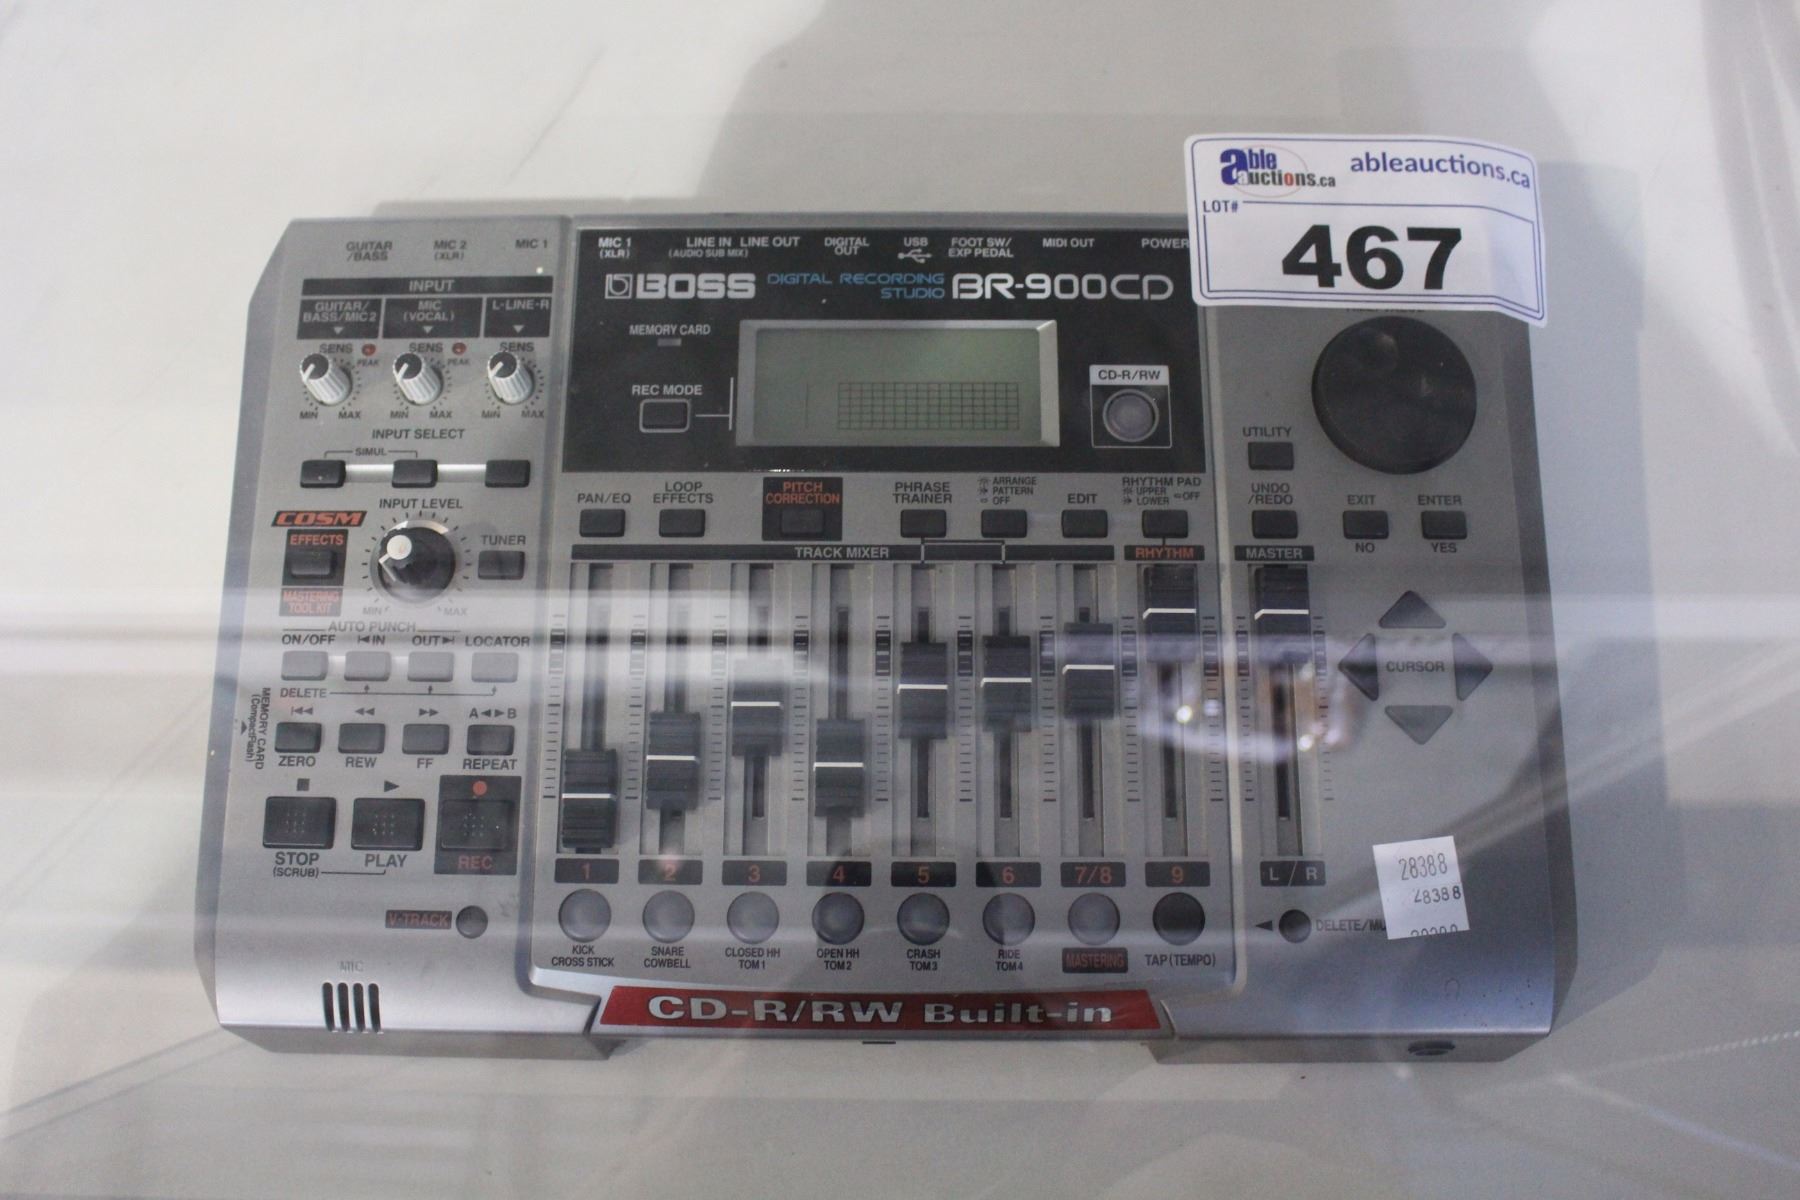 able auctions.ca
ableauctions.ca
LOT#
467
GUITAR /BASS
MIC 2 (XLR)
MIC 1
INPUT
GUITAR/ BASS/MIC2
MIC (VOCAL)
L-LINE-R
SENS PEAK
SENS PEAK
SENS
MIN MAX
MIN MAX
MIN MAX
INPUT SELECT
SIMUL
INPUT LEVEL
COSM
EFFECTS
TUNER
MASTERING TOOL KIT
MIN MAX
AUTO PUNCH
ON/OFF IN OUT LOCATOR
DELETE
A◄►B
ZERO REW FF REPEAT
MEMORY CARD
(CompactFlash)
STOP
(SCRUB)
PLAY
REC
V-TRACK
MIC
MIC 1 (XLR)
LINE IN LINE OUT
(AUDIO SUB MIX)
DIGITAL OUT
USB
FOOT SW/ EXP PEDAL
MIDI OUT
POWER
BOSS
DIGITAL RECORDING STUDIO
BR-900CD
MEMORY CARD
REC MODE
CD-R/RW
PAN/EQ
LOOP EFFECTS
PITCH CORRECTION
PHRASE TRAINER
ARRANGE
PATTERN
OFF
EDIT
RHYTHM PAD
UPPER
LOWER
OFF
TRACK MIXER
RHYTHM
MASTER
UTILITY
UNDO /REDO
EXIT
NO
ENTER
YES
CURSOR
1 2 3 4 5 6 7/8 9
L / R
KICK CROSS STICK
SNARE COWBELL
CLOSED HH TOM 1
OPEN HH TOM 2
CRASH TOM 3
RIDE TOM 4
MASTERING
TAP (TEMPO)
DELETE/MU
28388
28388
CD-R/RW Built-in